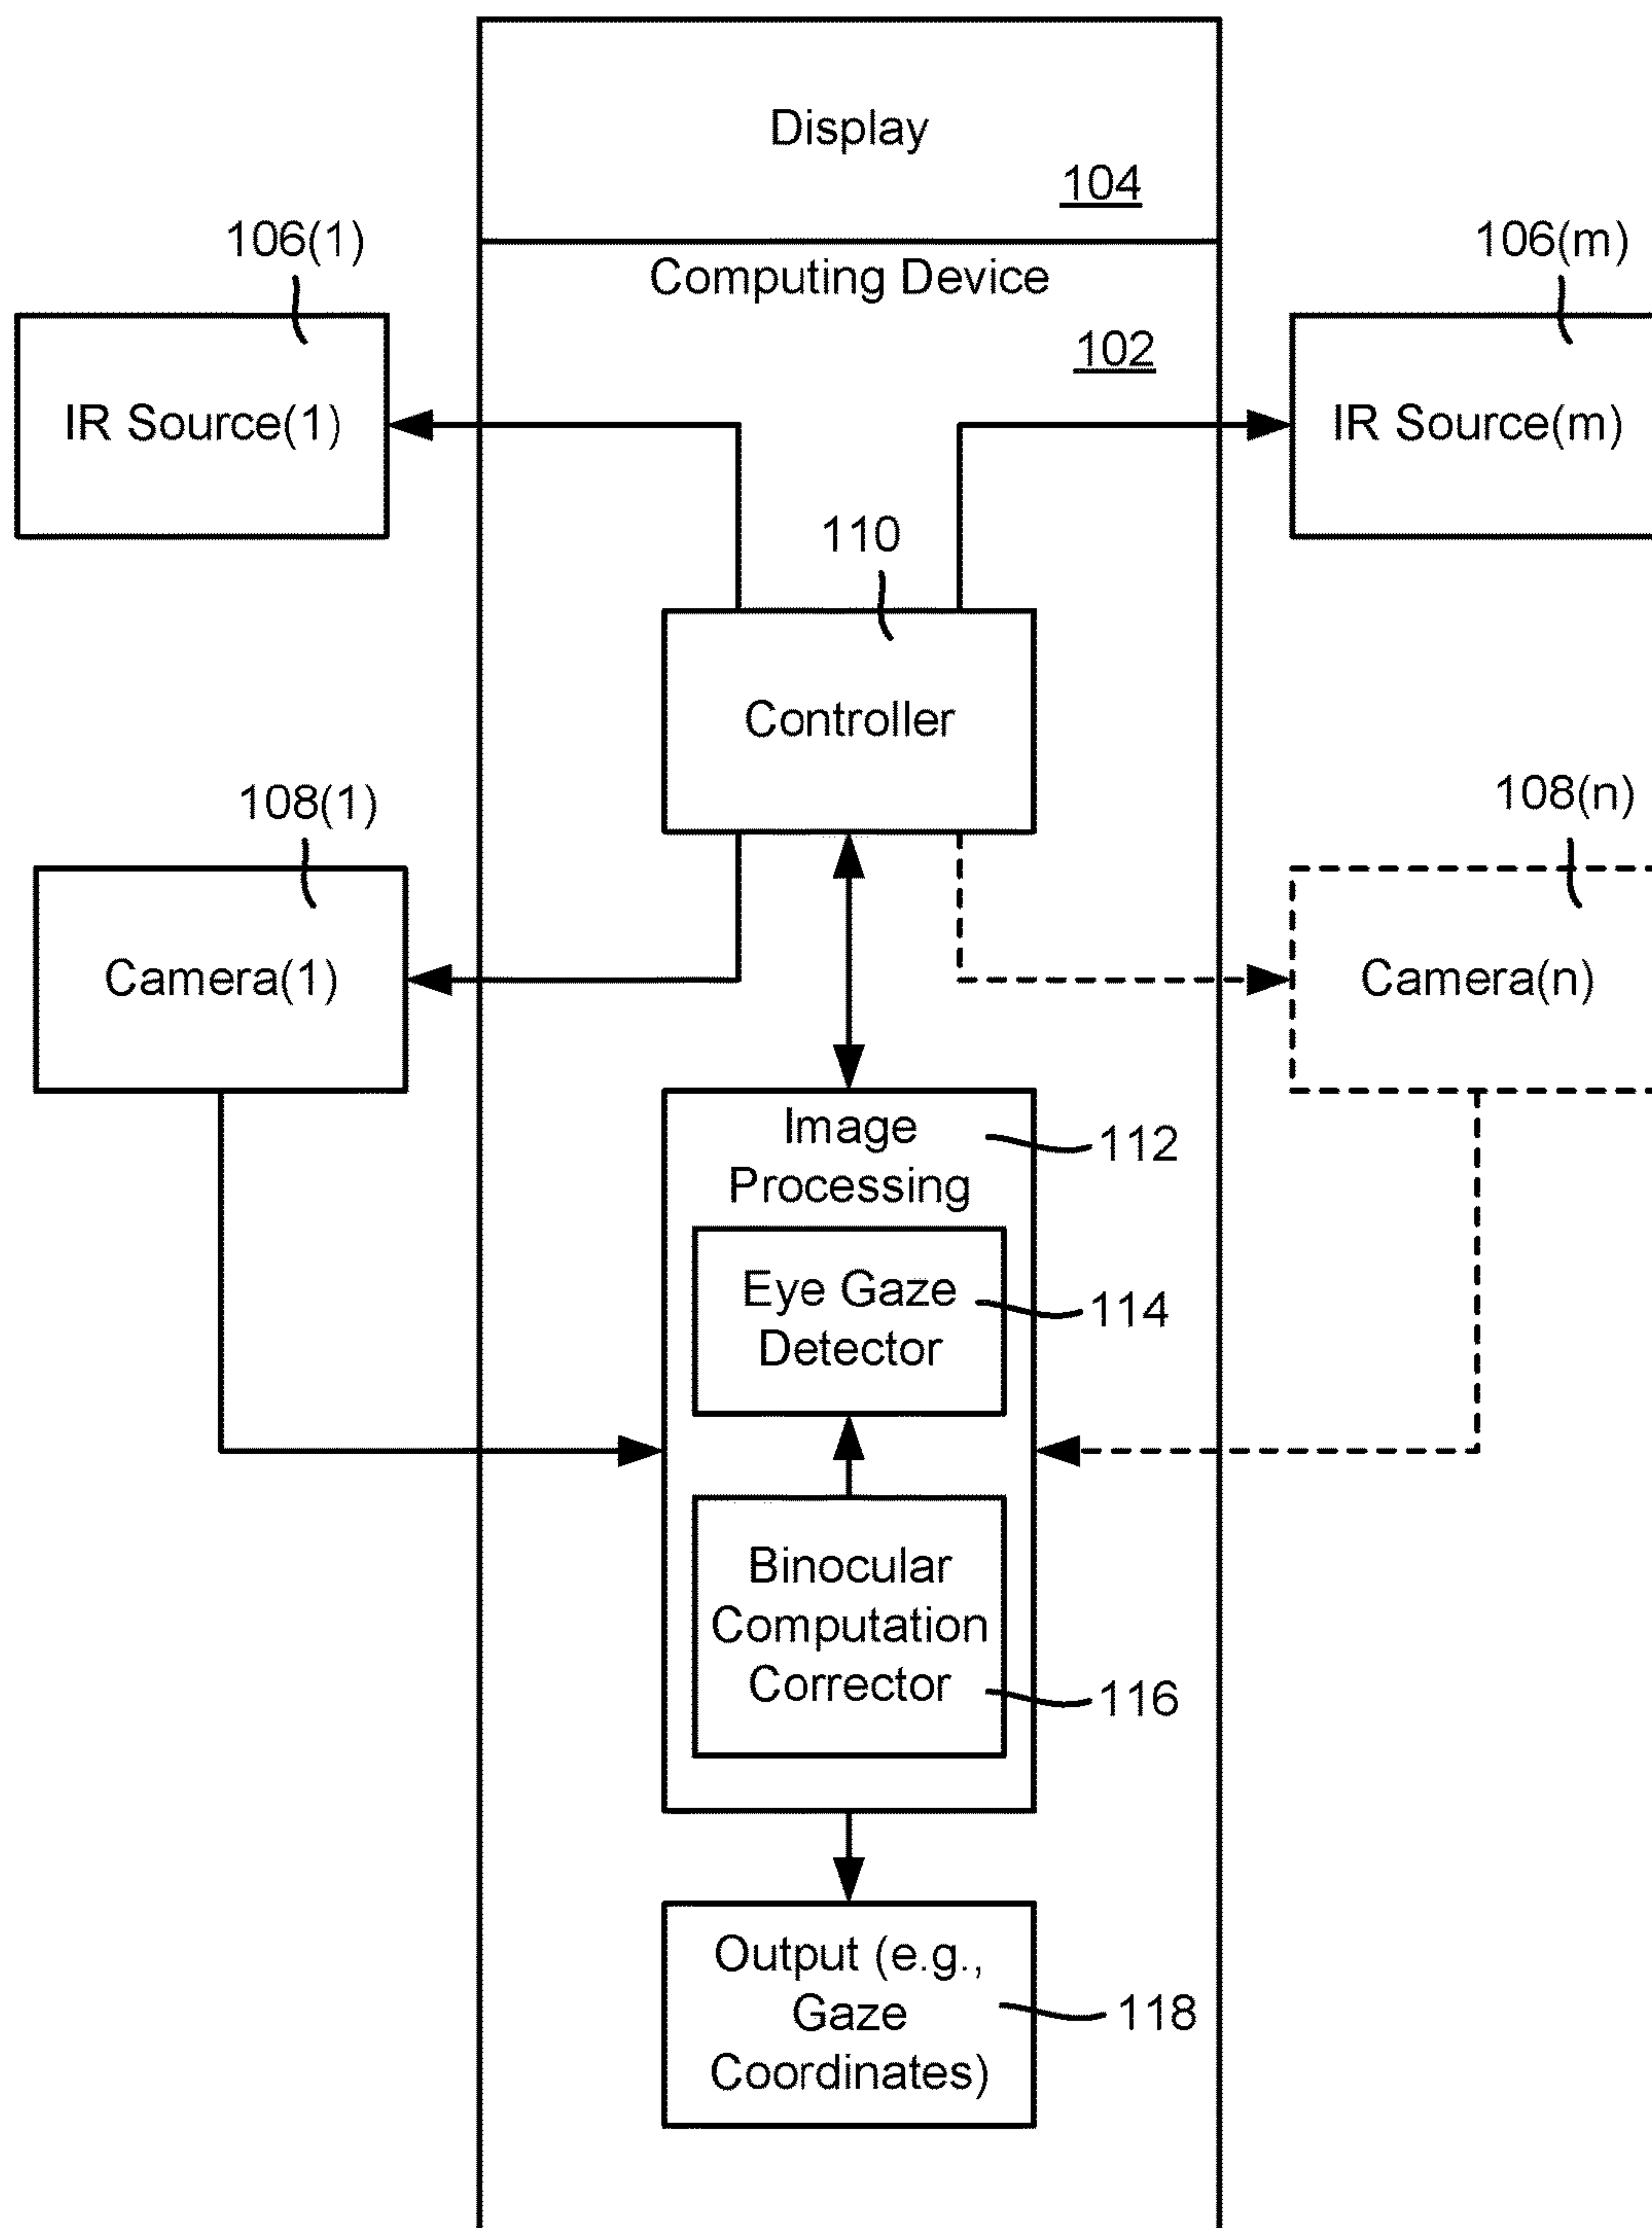 Display
104
106(1)
106(m)
Computing Device
102
IR Source(1)
IR Source(m)
110
Controller
108(1)
108(n)
Camera(1)
Camera(n)
Image
Processing
112
Eye Gaze
Detector
114
Binocular
Computation
Corrector
116
Output (e.g.,
Gaze
Coordinates)
118